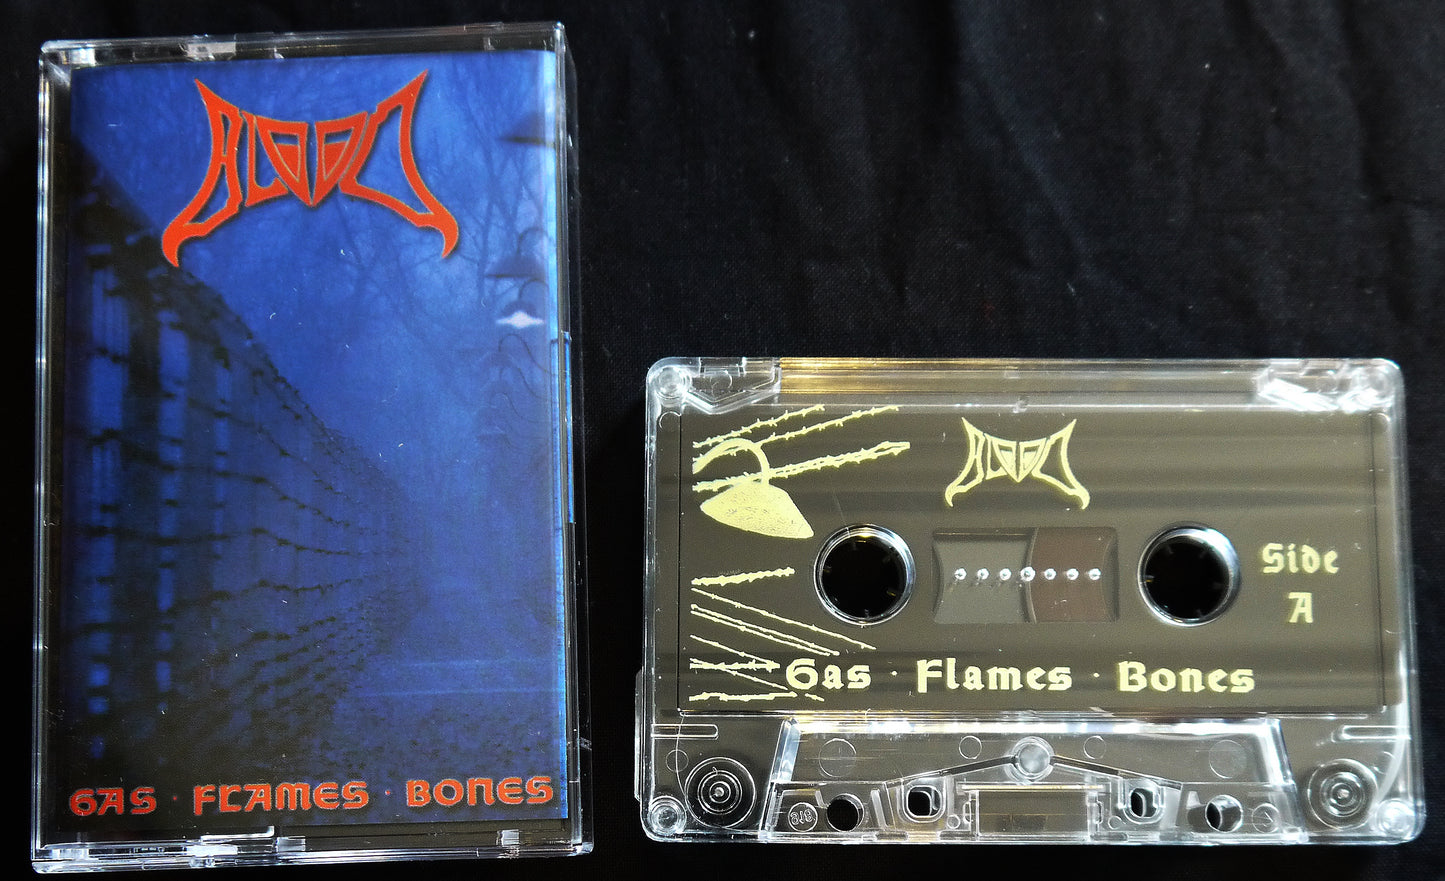 BLOOD
GAS · FLAMES · BONES
BLOOD
Side
A
Gas · Flames · Bones